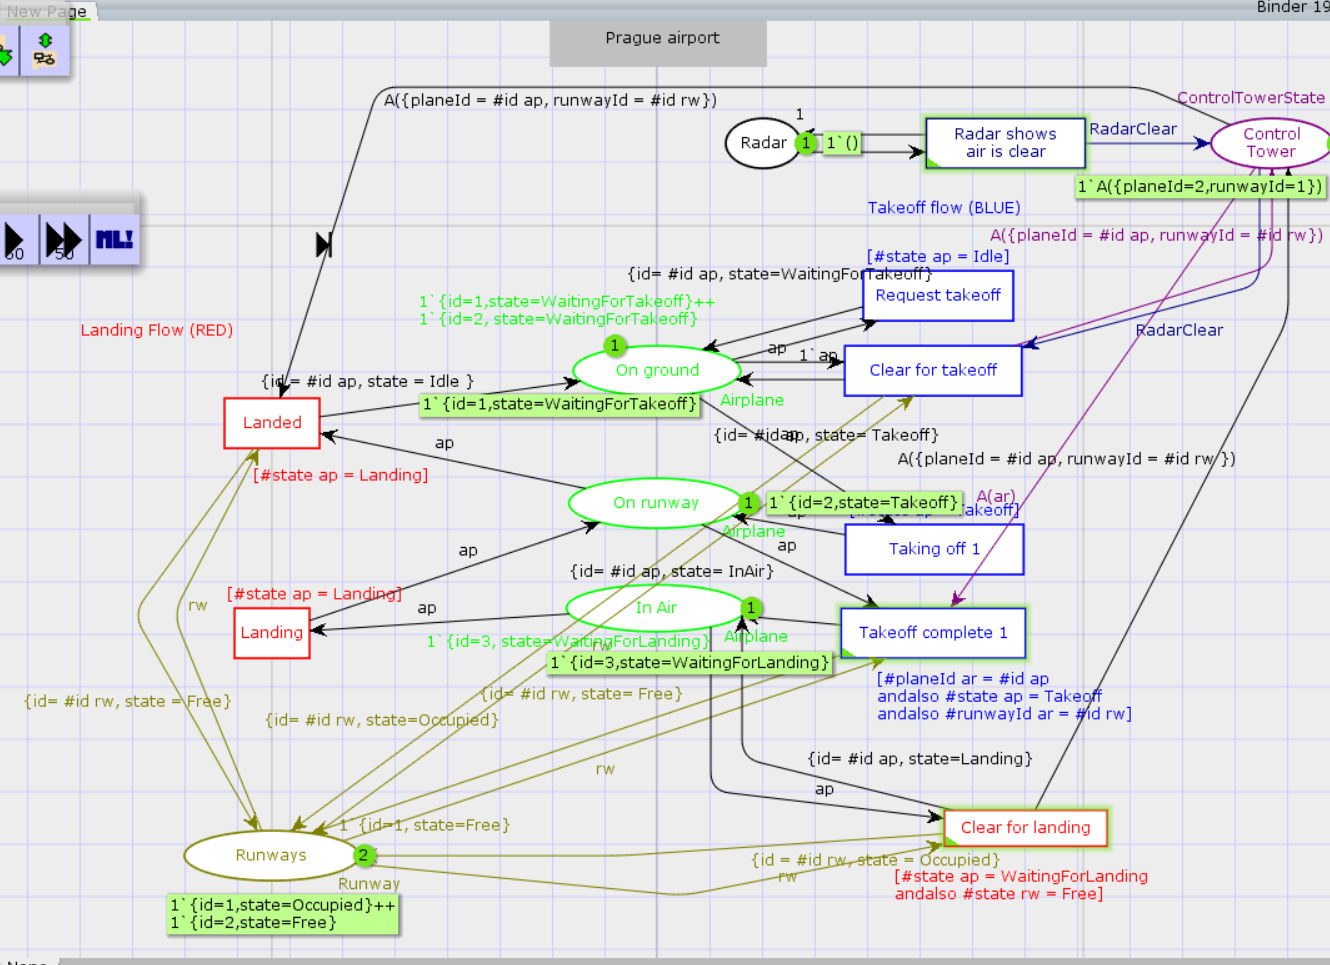 New Page
Binder 19
Prague airport
A({planeId = #id ap, runwayId = #id rw})
ControlTowerState
1
Radar
1
1`()
Radar shows
air is clear
RadarClear
Control
Tower
1`A({planeId=2,runwayId=1})
Takeoff flow (BLUE)
A({planeId = #id ap, runwayId = #id rw})
50
50
ML!
[#state ap = Idle]
{id= #id ap, state=WaitingForTakeoff}
Request takeoff
1`{id=1,state=WaitingForTakeoff}++
1`{id=2, state=WaitingForTakeoff}
Landing Flow (RED)
RadarClear
1
ap
1`ap
On ground
Clear for takeoff
{id = #id ap, state = Idle }
Airplane
1`{id=1,state=WaitingForTakeoff}
Landed
ap
{id= #id ap, state= Takeoff}
ap
A({planeId = #id ap, runwayId = #id rw })
[#state ap = Landing]
On runway
1
1`{id=2,state=Takeoff}
A(ar)
Takeoff]
ap
Airplane
Taking off 1
ap
ap
{id= #id ap, state= InAir}
[#state ap = Landing]
rw
ap
In Air
1
Landing
Airplane
Takeoff complete 1
1`{id=3, state=WaitingForLanding}
rw
1`{id=3,state=WaitingForLanding}
[#planeId ar = #id ap
andalso #state ap = Takeoff
andalso #runwayId ar = #id rw]
{id= #id rw, state = Free}
{id= #id rw, state= Free}
{id= #id rw, state=Occupied}
{id= #id ap, state=Landing}
rw
ap
1`{id=1, state=Free}
Clear for landing
Runways
2
{id = #id rw, state = Occupied}
rw
Runway
[#state ap = WaitingForLanding
andalso #state rw = Free]
1`{id=1,state=Occupied}++
1`{id=2,state=Free}